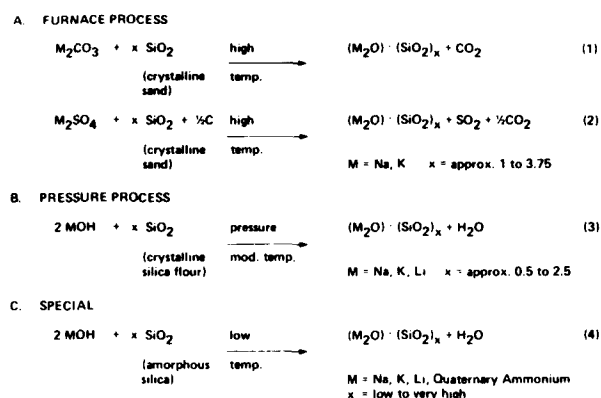 A. FURNACE PROCESS
M2CO3 + x SiO2 high (M2O) · (SiO2)x + CO2 (1)
(crystalline sand) temp.
M2SO4 + x SiO2 + ½C high (M2O) · (SiO2)x + SO2 + ½CO2 (2)
(crystalline sand) temp.
M = Na, K x = approx. 1 to 3.75
B. PRESSURE PROCESS
2 MOH + x SiO2 pressure (M2O) · (SiO2)x + H2O (3)
(crystalline silica flour) mod. temp.
M = Na, K, Li x = approx. 0.5 to 2.5
C. SPECIAL
2 MOH + x SiO2 low (M2O) · (SiO2)x + H2O (4)
(amorphous silica) temp.
M = Na, K, Li, Quaternary Ammonium
x = low to very high